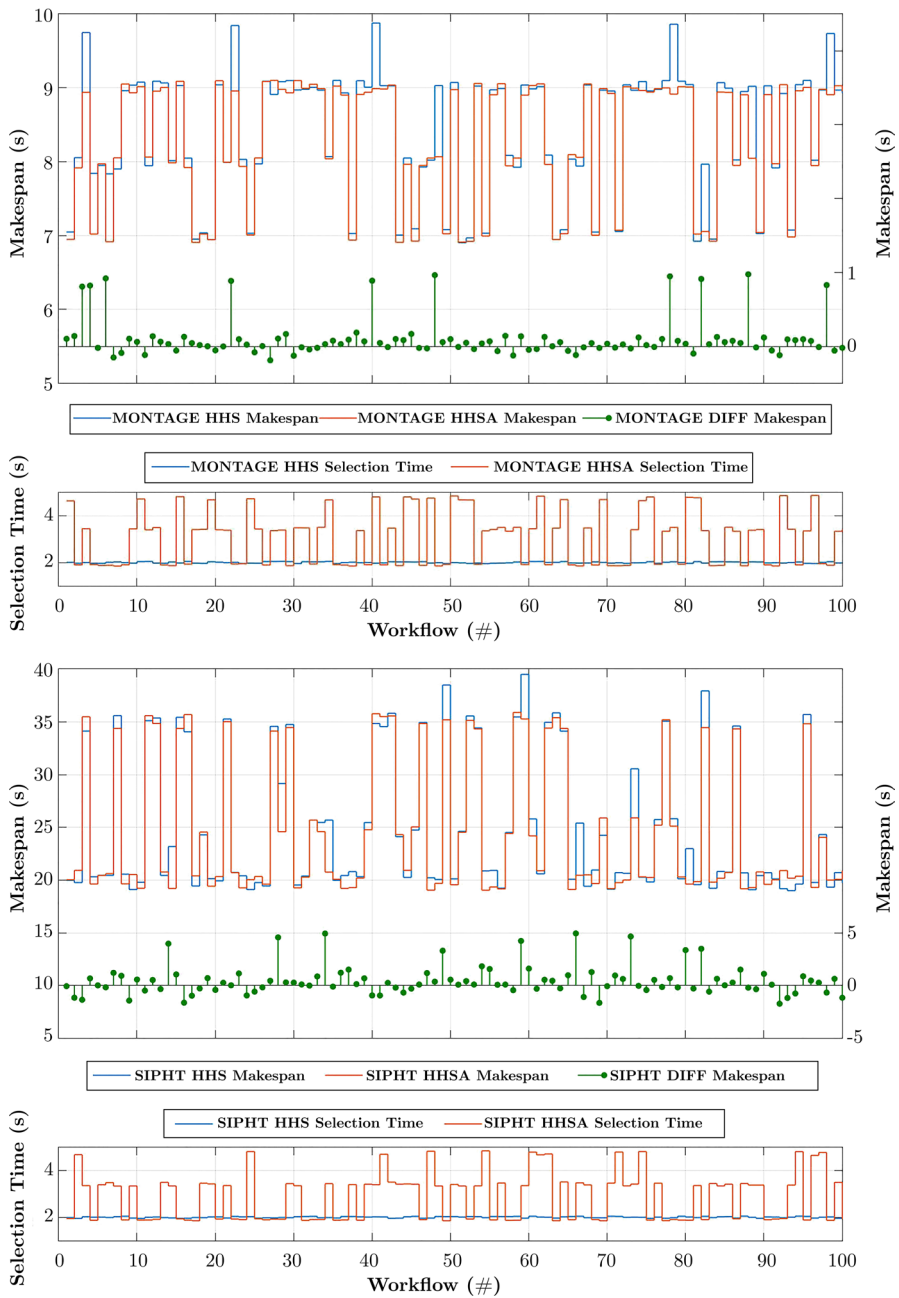 10
9
8
7
6
5
Makespan (s)
Makespan (s)
1
0
MONTAGE HHS Makespan MONTAGE HHSA Makespan MONTAGE DIFF Makespan
MONTAGE HHS Selection Time MONTAGE HHSA Selection Time
Selection Time (s)
4
2
0 10 20 30 40 50 60 70 80 90 100
Workflow (#)
40
35
30
25
20
15
10
5
Makespan (s)
Makespan (s)
5
0
-5
SIPHT HHS Makespan SIPHT HHSA Makespan SIPHT DIFF Makespan
SIPHT HHS Selection Time SIPHT HHSA Selection Time
Selection Time (s)
4
2
0 10 20 30 40 50 60 70 80 90 100
Workflow (#)